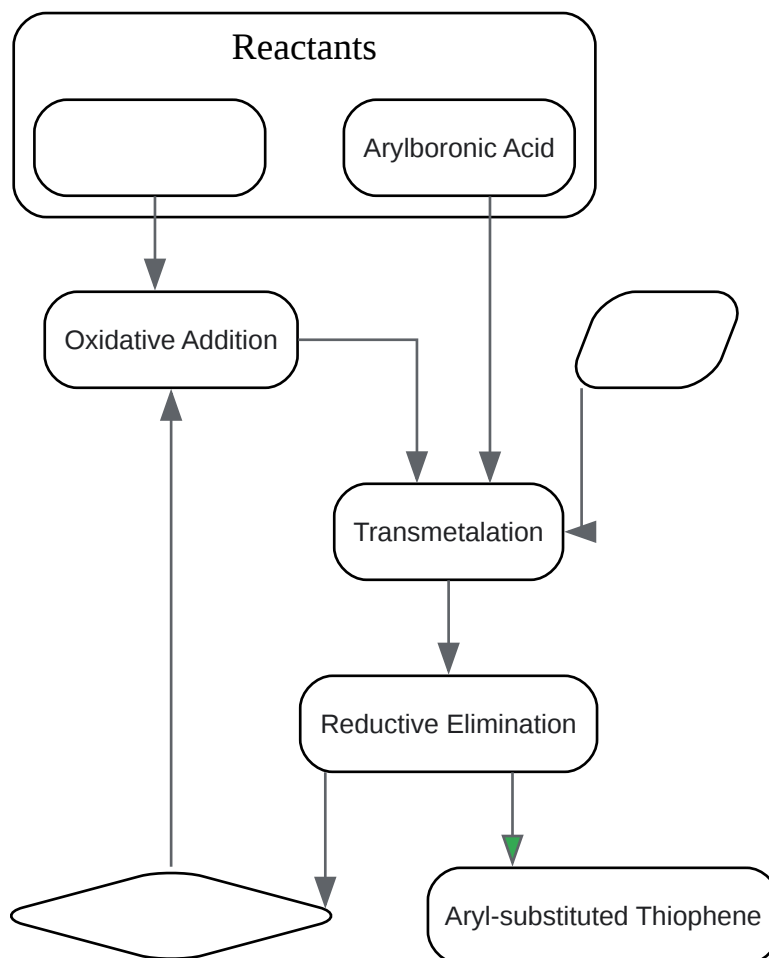 Reactants
Arylboronic Acid
Oxidative Addition
Transmetalation
Reductive Elimination
Aryl-substituted Thiophene